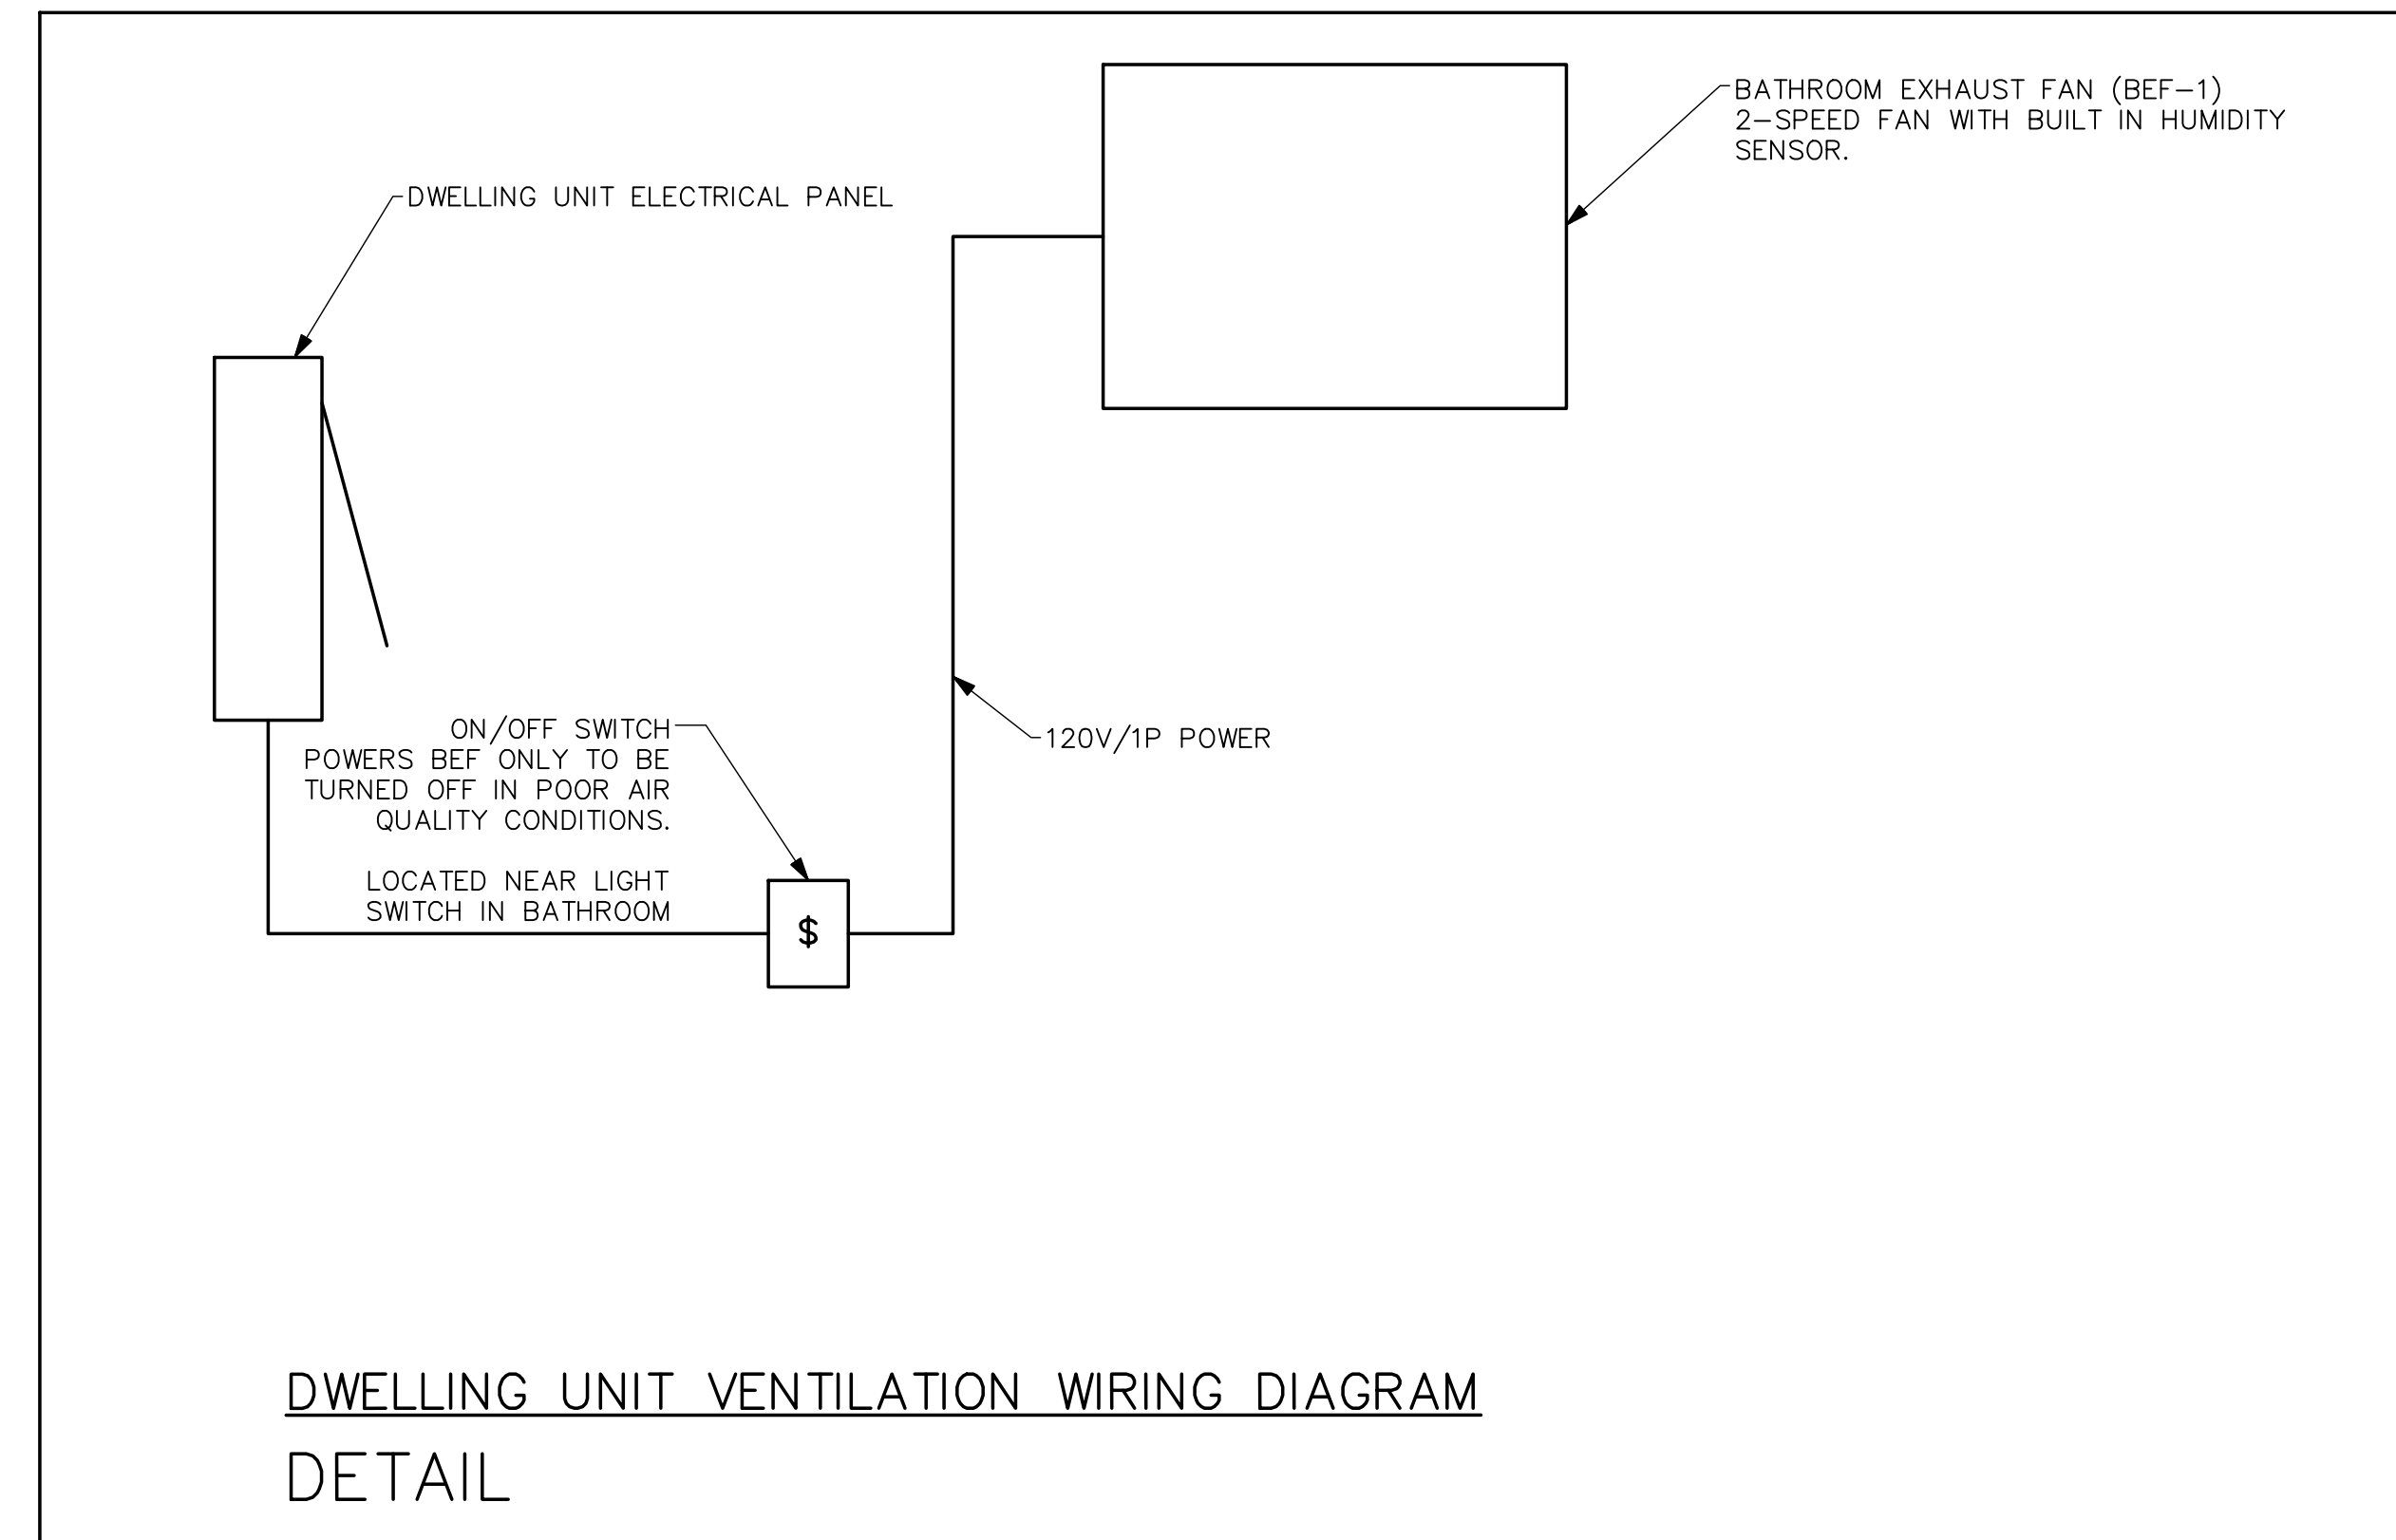 BATHROOM EXHAUST FAN (BEF-1)
2-SPEED FAN WITH BUILT IN HUMIDITY
SENSOR.
DWELLING UNIT ELECTRICAL PANEL
ON/OFF SWITCH
POWERS BEF ONLY TO BE
TURNED OFF IN POOR AIR
QUALITY CONDITIONS.
LOCATED NEAR LIGHT
SWITCH IN BATHROOM
120V/1P POWER
$
DWELLING UNIT VENTILATION WIRING DIAGRAM
DETAIL